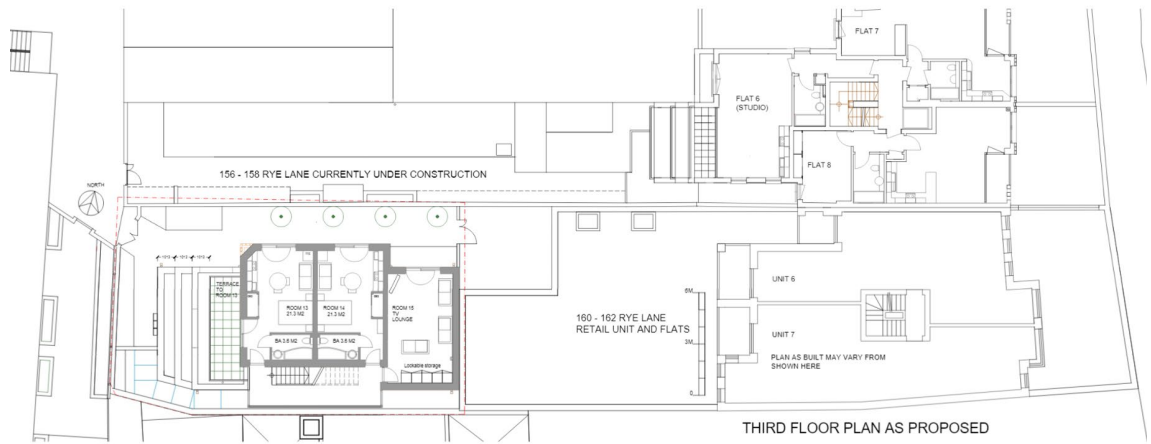 FLAT 7
FLAT 6
(STUDIO)
FLAT 8
156 - 158 RYE LANE CURRENTLY UNDER CONSTRUCTION
NORTH
TERRACE
TO
ROOM 13
ROOM 13
21.3 M2
ROOM 14
21.3 M2
ROOM 15
TV
LOUNGE
BA 3.6 M2
BA 3.6 M2
Lockable storage
160 - 162 RYE LANE
RETAIL UNIT AND FLATS
6M
3M
0
UNIT 6
UNIT 7
PLAN AS BUILT MAY VARY FROM
SHOWN HERE
THIRD FLOOR PLAN AS PROPOSED